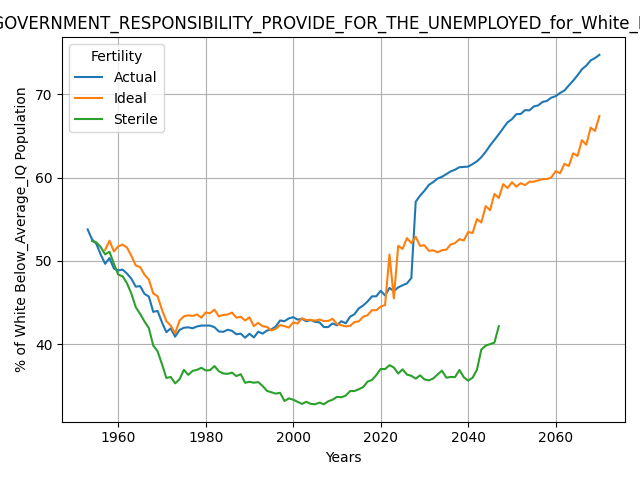 GOVERNMENT_RESPONSIBILITY_PROVIDE_FOR_THE_UNEMPLOYED_for_White_
Fertility
Actual
Ideal
Sterile
% of White Below_Average_IQ Population
70
60
50
40
1960
1980
2000
2020
2040
2060
Years